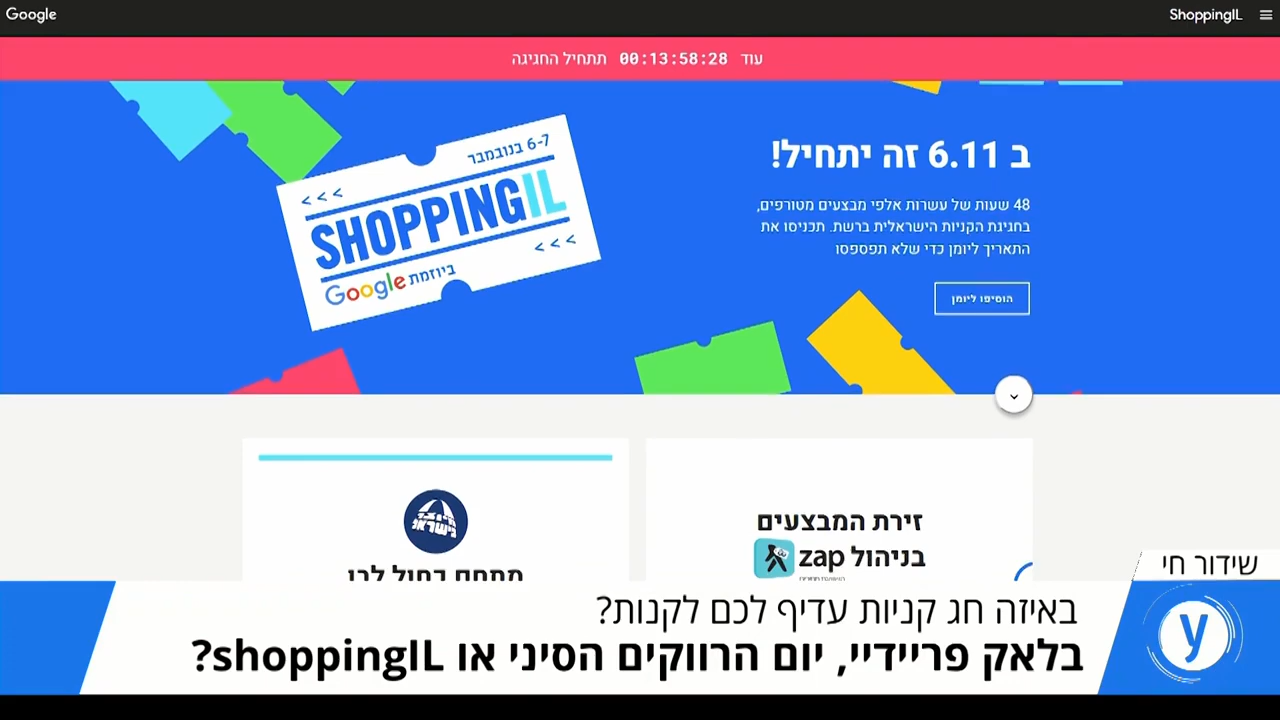 Google
ShoppingIL
עוד 00:13:58:28 תתחיל החגיגה
ב 6.11 זה יתחיל!
48 שעות של עשרות אלפי מבצעים מטורפים,
בחגיגת הקניות הישראלית ברשת. תכניסו את
התאריך ליומן כדי שלא תפספסו
הוסיפו ליומן
6-7 בנובמבר
<<<
SHOPPINGIL
<<<
ביוזמת Google
זירת המבצעים
בניהול zap
מתחם כחול לבן
שידור חי
באיזה חג קניות עדיף לכם לקנות?
בלאק פריידיי, יום הרווקים הסיני או shoppingIL?
y